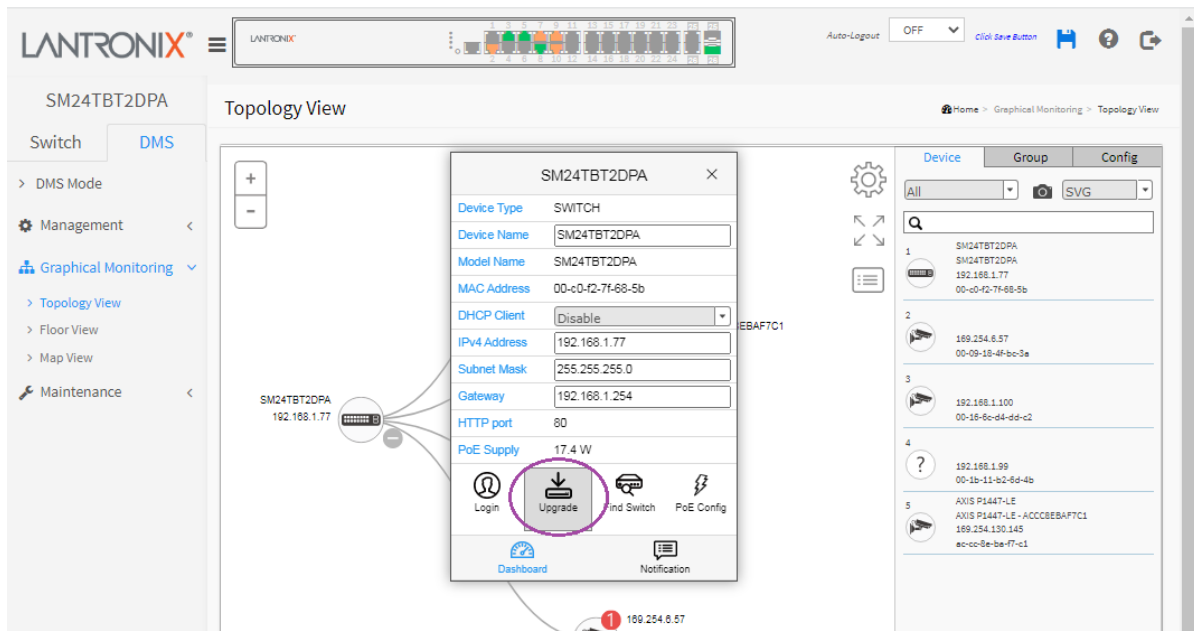 LANTRONIX®
LANTRONIX
1 3 5 7 9 11 13 15 17 19 21 23
2 4 6 8 10 12 14 16 18 20 22 24
Auto-Logout OFF Click Save Button
SM24TBT2DPA
Switch DMS
> DMS Mode
Management
Graphical Monitoring
> Topology View
> Floor View
> Map View
Maintenance
Topology View
Home > Graphical Monitoring > Topology View
+
-
SM24TBT2DPA
192.168.1.77
EBAF7C1
1 169.254.6.57
SM24TBT2DPA ×
Device Type SWITCH
Device Name SM24TBT2DPA
Model Name SM24TBT2DPA
MAC Address 00-c0-f2-7f-68-5b
DHCP Client Disable
IPv4 Address 192.168.1.77
Subnet Mask 255.255.255.0
Gateway 192.168.1.254
HTTP port 80
PoE Supply 17.4 W
Login Upgrade Find Switch PoE Config
Dashboard Notification
Device Group Config
All SVG
1
SM24TBT2DPA
SM24TBT2DPA
192.168.1.77
00-c0-f2-7f-68-5b
2
169.254.6.57
00-09-18-4f-bc-3a
3
192.168.1.100
00-16-6c-d4-dd-c2
4
?
192.168.1.99
00-1b-11-b2-6d-4b
5
AXIS P1447-LE
AXIS P1447-LE - ACCC8EBAF7C1
169.254.130.145
ac-cc-8e-ba-f7-c1